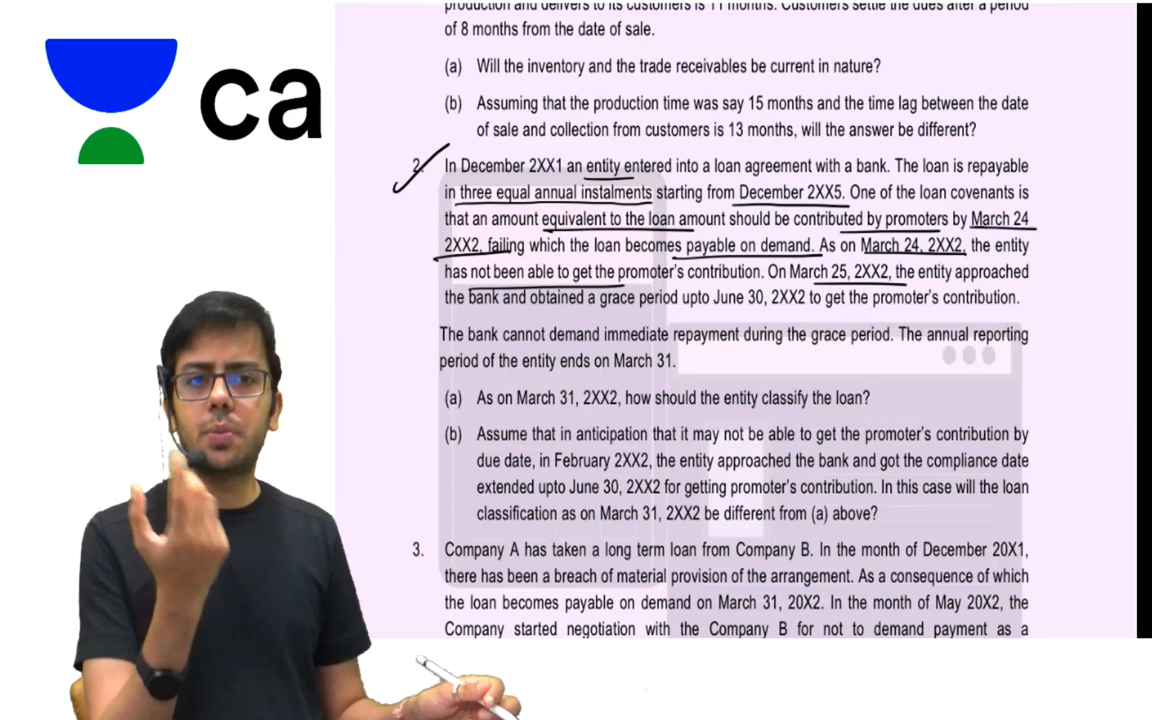 ca
production and delivers to its customers is 11 months. Customers settle the dues after a period
of 8 months from the date of sale.
(a) Will the inventory and the trade receivables be current in nature?
(b) Assuming that the production time was say 15 months and the time lag between the date
of sale and collection from customers is 13 months, will the answer be different?
2. In December 2XX1 an entity entered into a loan agreement with a bank. The loan is repayable
in three equal annual instalments starting from December 2XX5. One of the loan covenants is
that an amount equivalent to the loan amount should be contributed by promoters by March 24
2XX2, failing which the loan becomes payable on demand. As on March 24, 2XX2, the entity
has not been able to get the promoter's contribution. On March 25, 2XX2, the entity approached
the bank and obtained a grace period upto June 30, 2XX2 to get the promoter's contribution.
The bank cannot demand immediate repayment during the grace period. The annual reporting
period of the entity ends on March 31.
(a) As on March 31, 2XX2, how should the entity classify the loan?
(b) Assume that in anticipation that it may not be able to get the promoter's contribution by
due date, in February 2XX2, the entity approached the bank and got the compliance date
extended upto June 30, 2XX2 for getting promoter's contribution. In this case will the loan
classification as on March 31, 2XX2 be different from (a) above?
3. Company A has taken a long term loan from Company B. In the month of December 20X1,
there has been a breach of material provision of the arrangement. As a consequence of which
the loan becomes payable on demand on March 31, 20X2. In the month of May 20X2, the
Company started negotiation with the Company B for not to demand payment as a